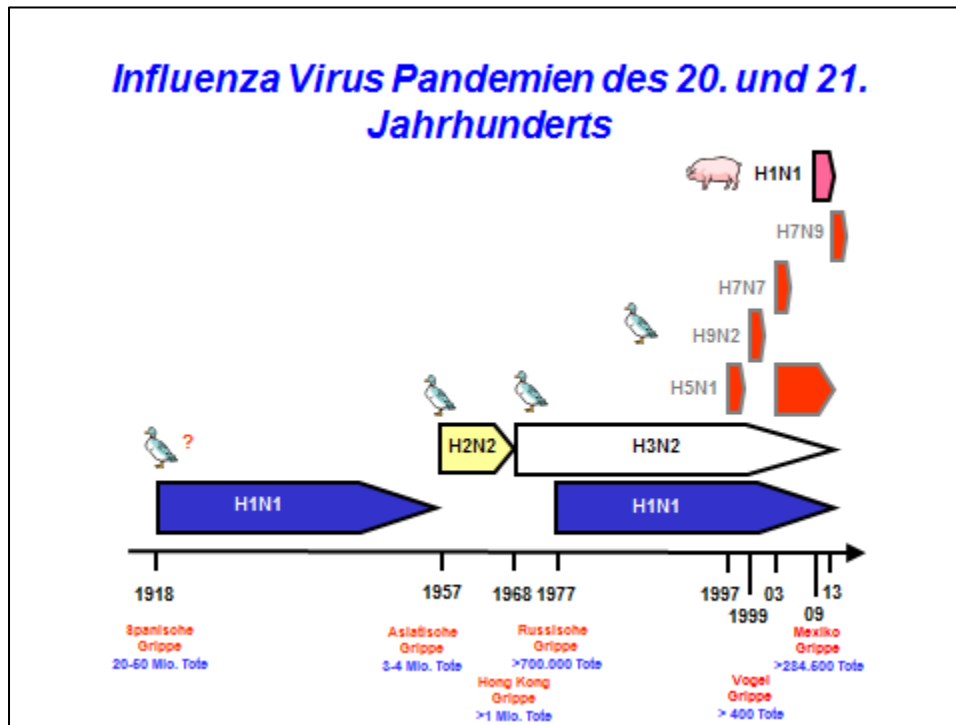 Influenza Virus Pandemien des 20. und 21.
Jahrhunderts
H1N1
H7N9
H7N7
H9N2
H5N1
?
H2N2
H3N2
H1N1
H1N1
1918
1957
1968
1977
1997
1999
03
09
13
Spanische
Grippe
20-50 Mio. Tote
Asiatische
Grippe
3-4 Mio. Tote
Hong Kong
Grippe
>1 Mio. Tote
Russische
Grippe
>700.000 Tote
Vogel
Grippe
> 400 Tote
Mexiko
Grippe
>284.500 Tote